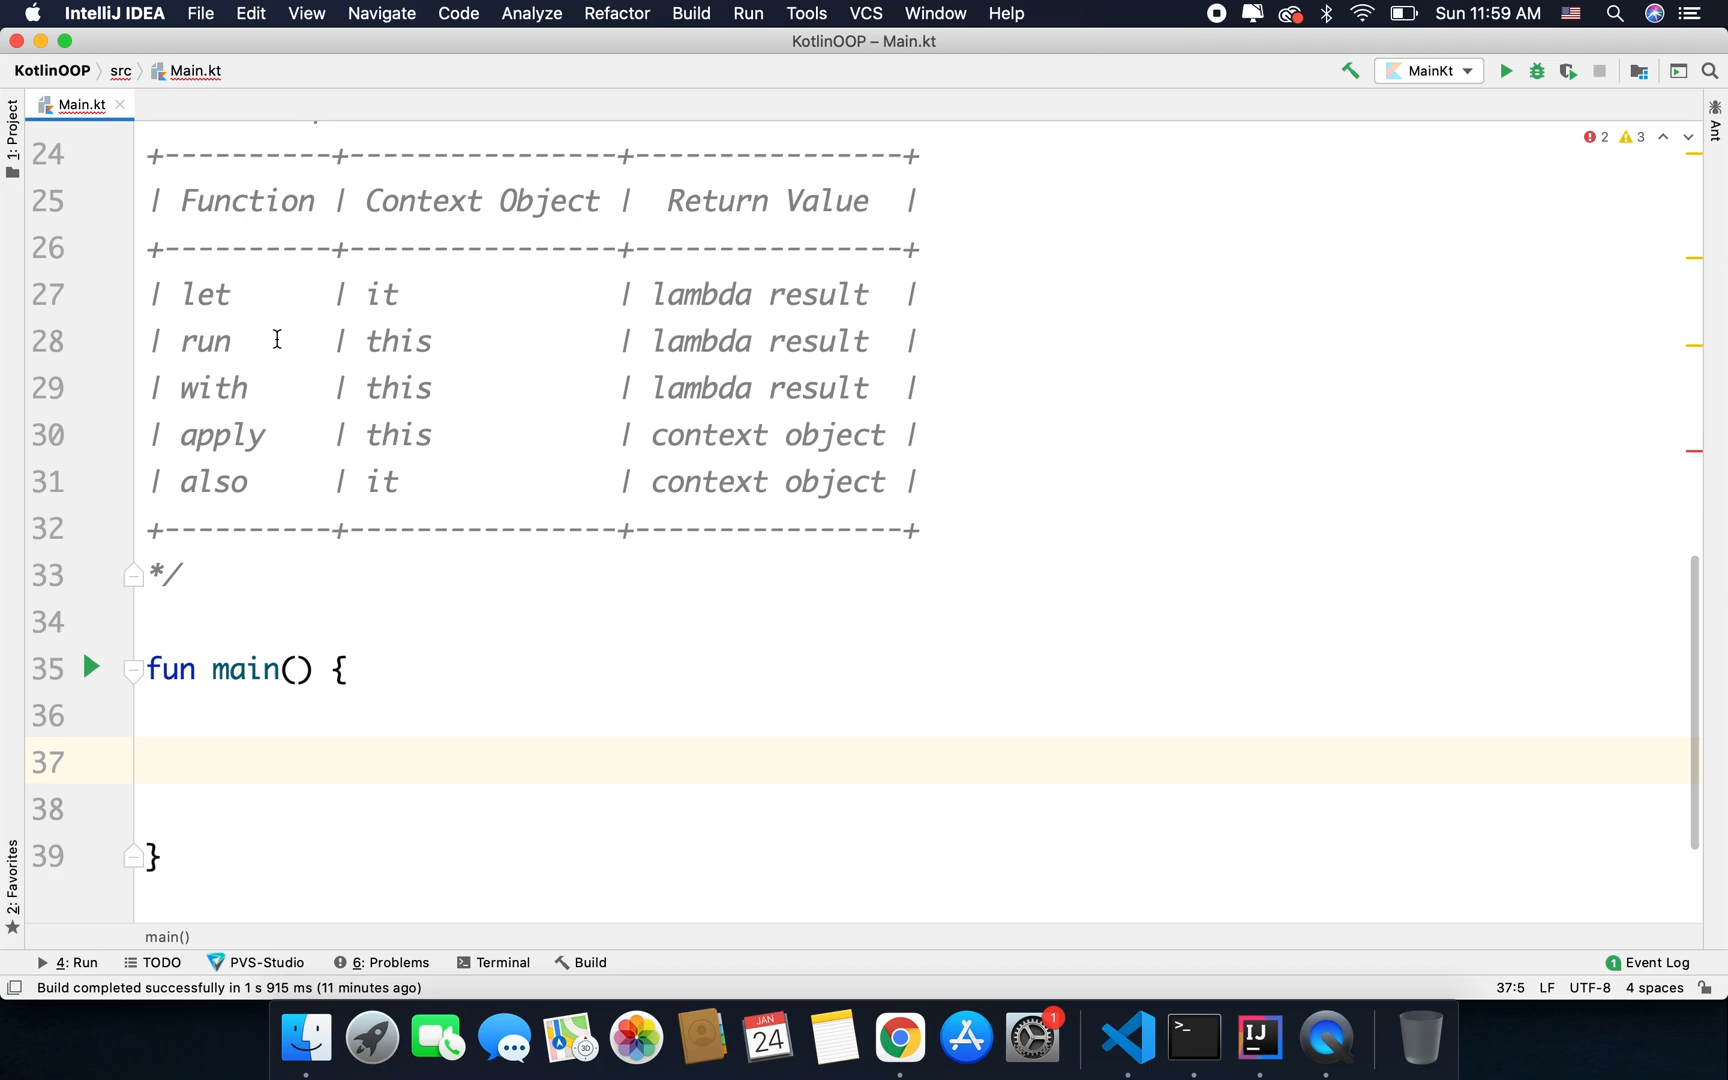 IntelliJ IDEA File Edit View Navigate Code Analyze Refactor Build Run Tools VCS Window Help Sun 11:59 AM
KotlinOOP – Main.kt
KotlinOOP src Main.kt MainKt
Main.kt
1: Project
Ant
2 3
24 +----------+----------------+----------------+
25 | Function | Context Object | Return Value |
26 +----------+----------------+----------------+
27 | let | it | lambda result |
28 | run | this | lambda result |
29 | with | this | lambda result |
30 | apply | this | context object |
31 | also | it | context object |
32 +----------+----------------+----------------+
33 */
34
35 fun main() {
36
37
38
39 }
2: Favorites
main()
4: Run TODO PVS-Studio 6: Problems Terminal Build 1 Event Log
Build completed successfully in 1 s 915 ms (11 minutes ago) 37:5 LF UTF-8 4 spaces
3D
JAN
24
1
>_
IJ